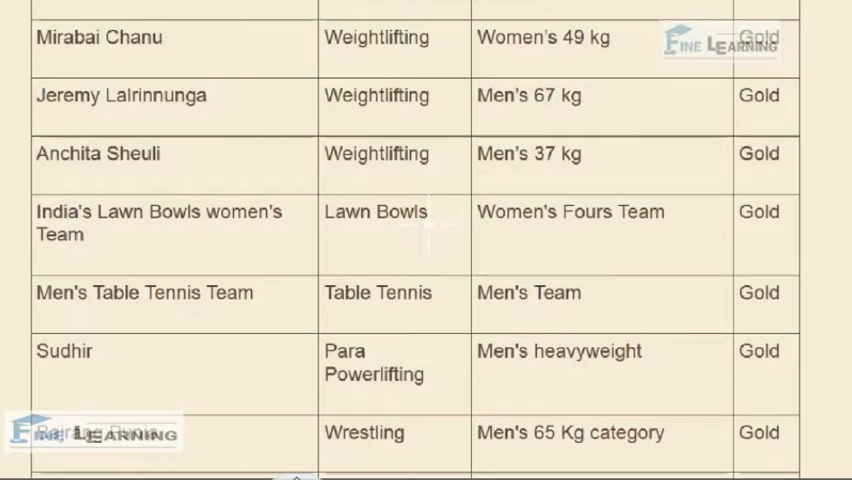 Mirabai Chanu Weightlifting Women's 49 kg Gold
FINE LEARNING
Jeremy Lalrinnunga Weightlifting Men's 67 kg Gold
Anchita Sheuli Weightlifting Men's 37 kg Gold
India's Lawn Bowls women's Lawn Bowls Women's Fours Team Gold
Team
Men's Table Tennis Team Table Tennis Men's Team Gold
Sudhir Para Men's heavyweight Gold
Powerlifting
Bajrang Punia Wrestling Men's 65 Kg category Gold
FINE LEARNING